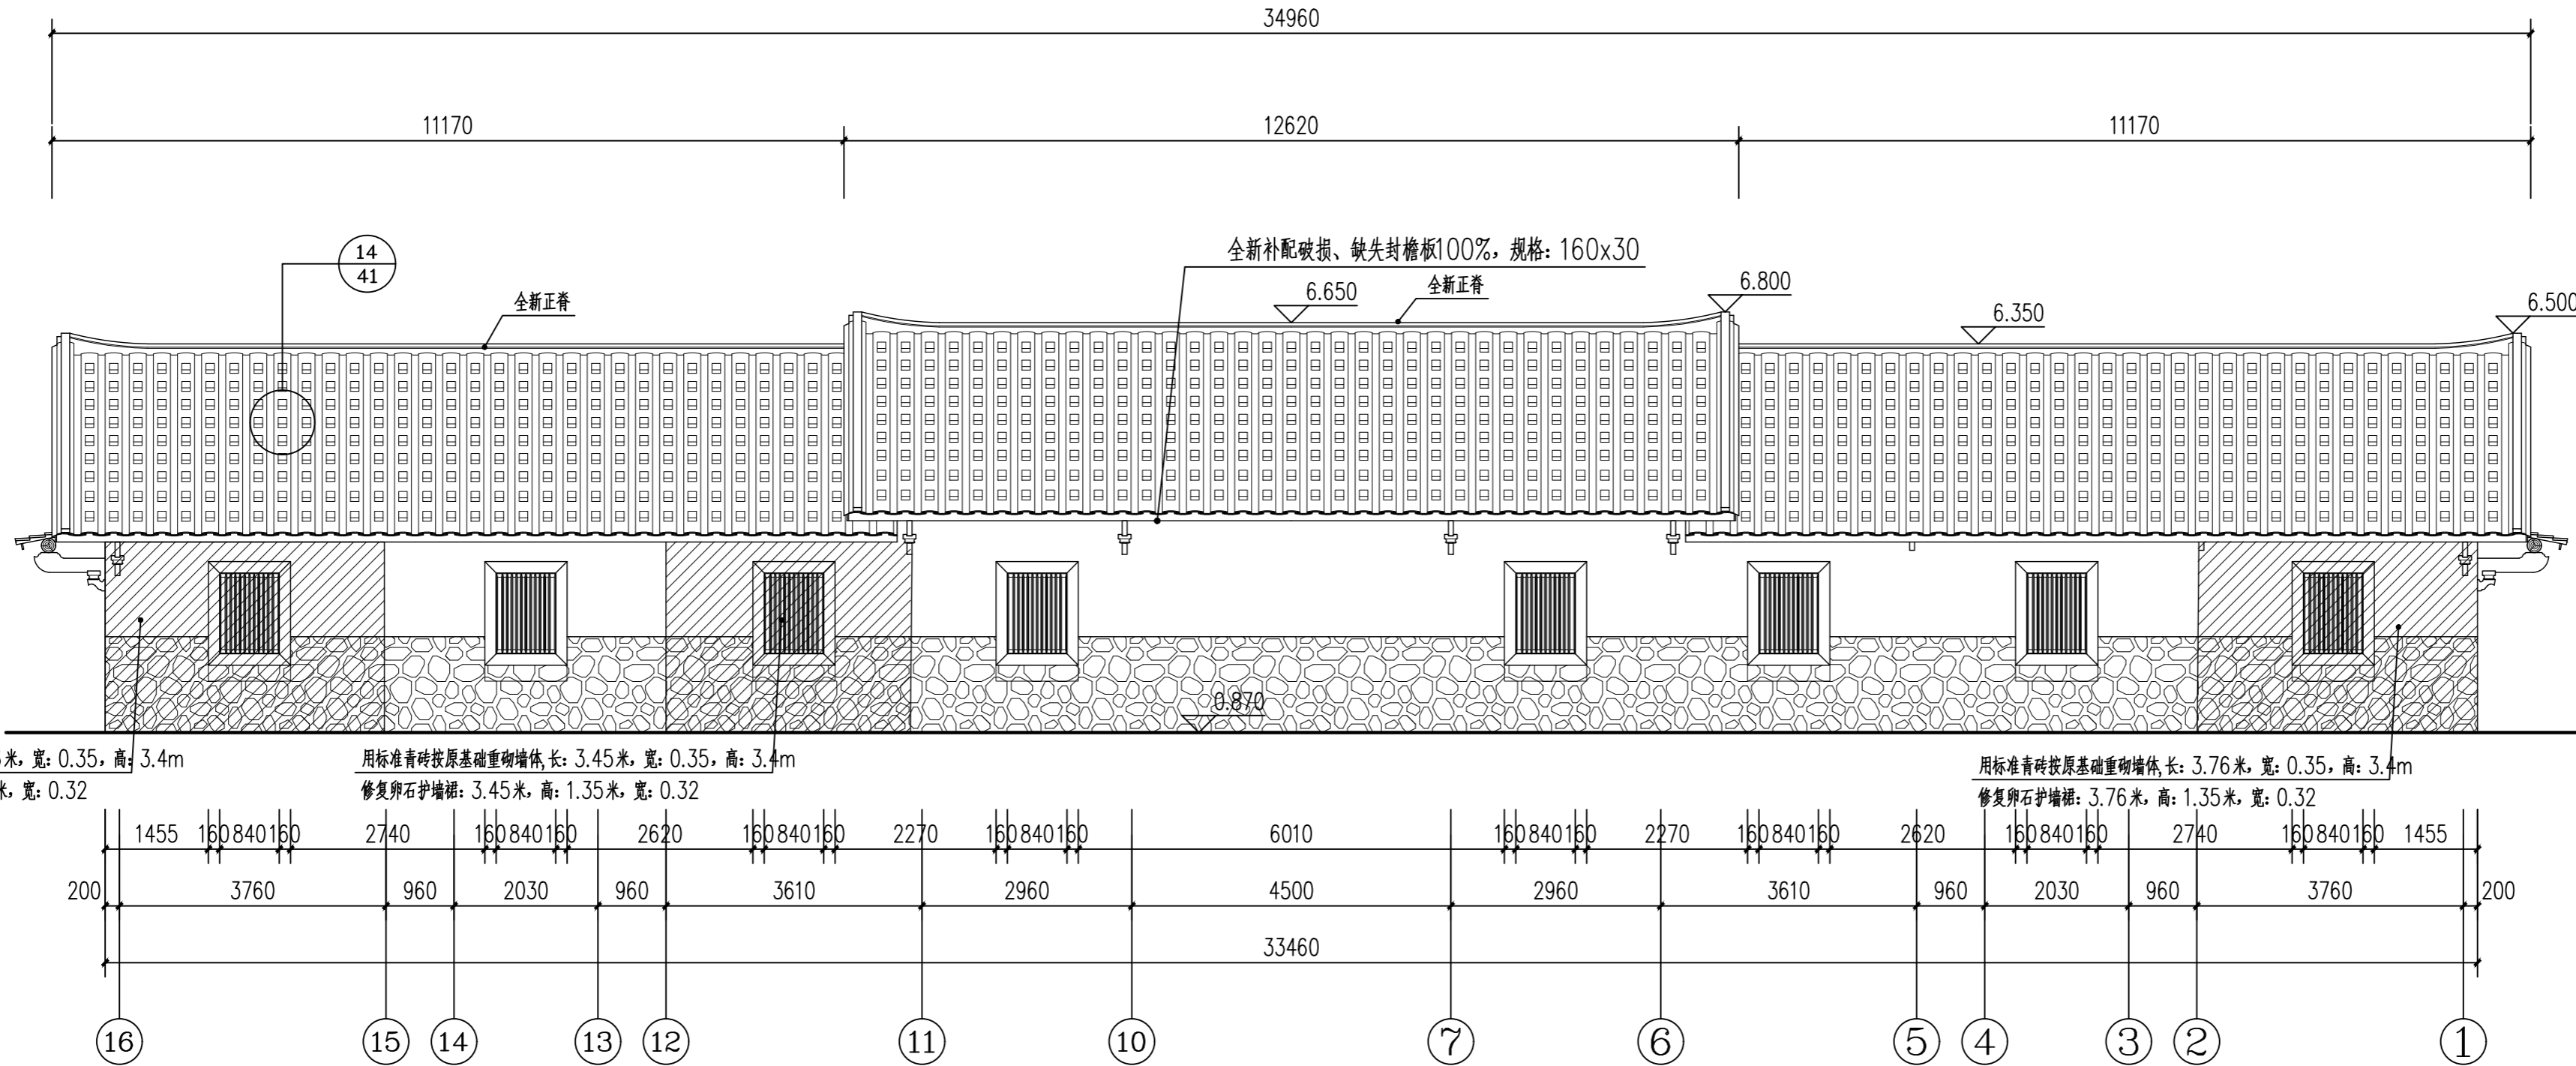 34960
11170 12620 11170
14
41
全新补配破损、缺失封檐板100%，规格：160x30
全新正脊
6.650
全新正脊
6.800
6.350
6.500
0.870
米，宽：0.35，高：3.4m
米，宽：0.32
用标准青砖按原基础重砌墙体，长：3.45米，宽：0.35，高：3.4m
修复卵石护墙裙：3.45米，高：1.35米，宽：0.32
用标准青砖按原基础重砌墙体，长：3.76米，宽：0.35，高：3.4m
修复卵石护墙裙：3.76米，高：1.35米，宽：0.32
1455 160 840 160 2740 160 840 160 2620 160 840 160 2270 160 840 160 6010 160 840 160 2270 160 840 160 2620 160 840 160 2740 160 840 160 1455
200 3760 960 2030 960 3610 2960 4500 2960 3610 960 2030 960 3760 200
33460
16 15 14 13 12 11 10 7 6 5 4 3 2 1